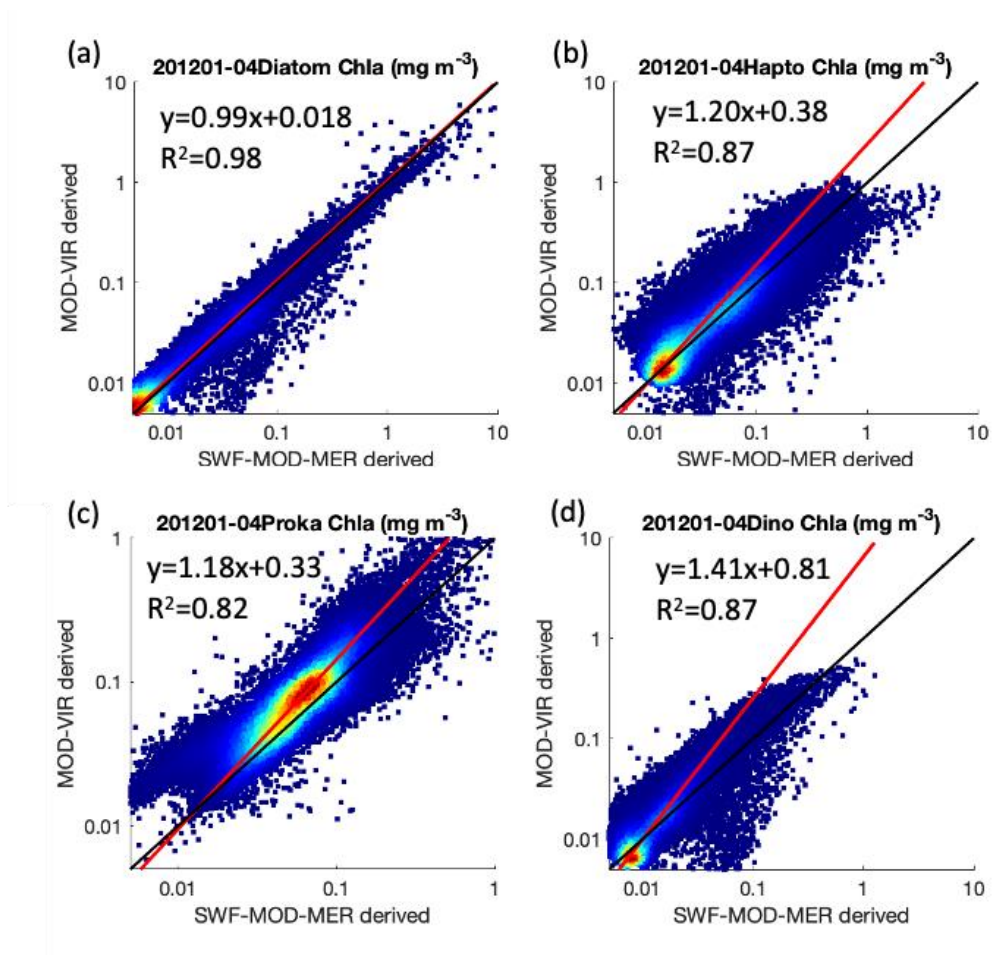 (a)
201201-04Diatom Chla (mg m⁻³)
y=0.99x+0.018
R²=0.98
10
1
0.1
0.01
MOD-VIR derived
0.01 0.1 1 10
SWF-MOD-MER derived
(b)
201201-04Hapto Chla (mg m⁻³)
y=1.20x+0.38
R²=0.87
10
1
0.1
0.01
MOD-VIR derived
0.01 0.1 1 10
SWF-MOD-MER derived
(c)
201201-04Proka Chla (mg m⁻³)
y=1.18x+0.33
R²=0.82
1
0.1
0.01
MOD-VIR derived
0.01 0.1 1
SWF-MOD-MER derived
(d)
201201-04Dino Chla (mg m⁻³)
y=1.41x+0.81
R²=0.87
10
1
0.1
0.01
MOD-VIR derived
0.01 0.1 1 10
SWF-MOD-MER derived